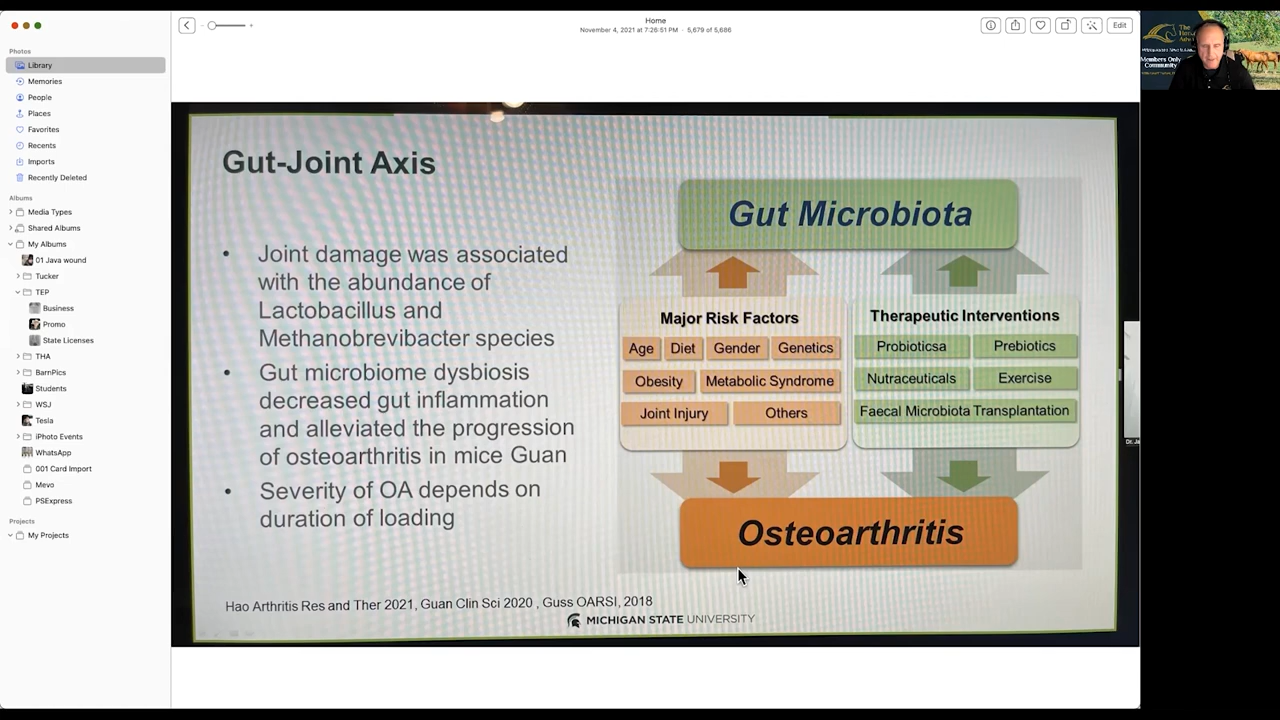 Home
November 4, 2021 at 7:26:51 PM · 5,679 of 5,686
Edit
Photos
Library
Memories
People
Places
Favorites
Recents
Imports
Recently Deleted
Albums
Media Types
Shared Albums
My Albums
01 Java wound
Tucker
TEP
Business
Promo
State Licenses
THA
BarnPics
Students
WSJ
Tesla
iPhoto Events
WhatsApp
001 Card Import
Mevo
PSExpress
Projects
My Projects
Gut-Joint Axis
• Joint damage was associated
with the abundance of
Lactobacillus and
Methanobrevibacter species
• Gut microbiome dysbiosis
decreased gut inflammation
and alleviated the progression
of osteoarthritis in mice Guan
• Severity of OA depends on
duration of loading
Gut Microbiota
Major Risk Factors
Age Diet Gender Genetics
Obesity Metabolic Syndrome
Joint Injury Others
Therapeutic Interventions
Probioticsa Prebiotics
Nutraceuticals Exercise
Faecal Microbiota Transplantation
Osteoarthritis
Hao Arthritis Res and Ther 2021, Guan Clin Sci 2020 , Guss OARSI, 2018
MICHIGAN STATE UNIVERSITY
The
Members Only
Community